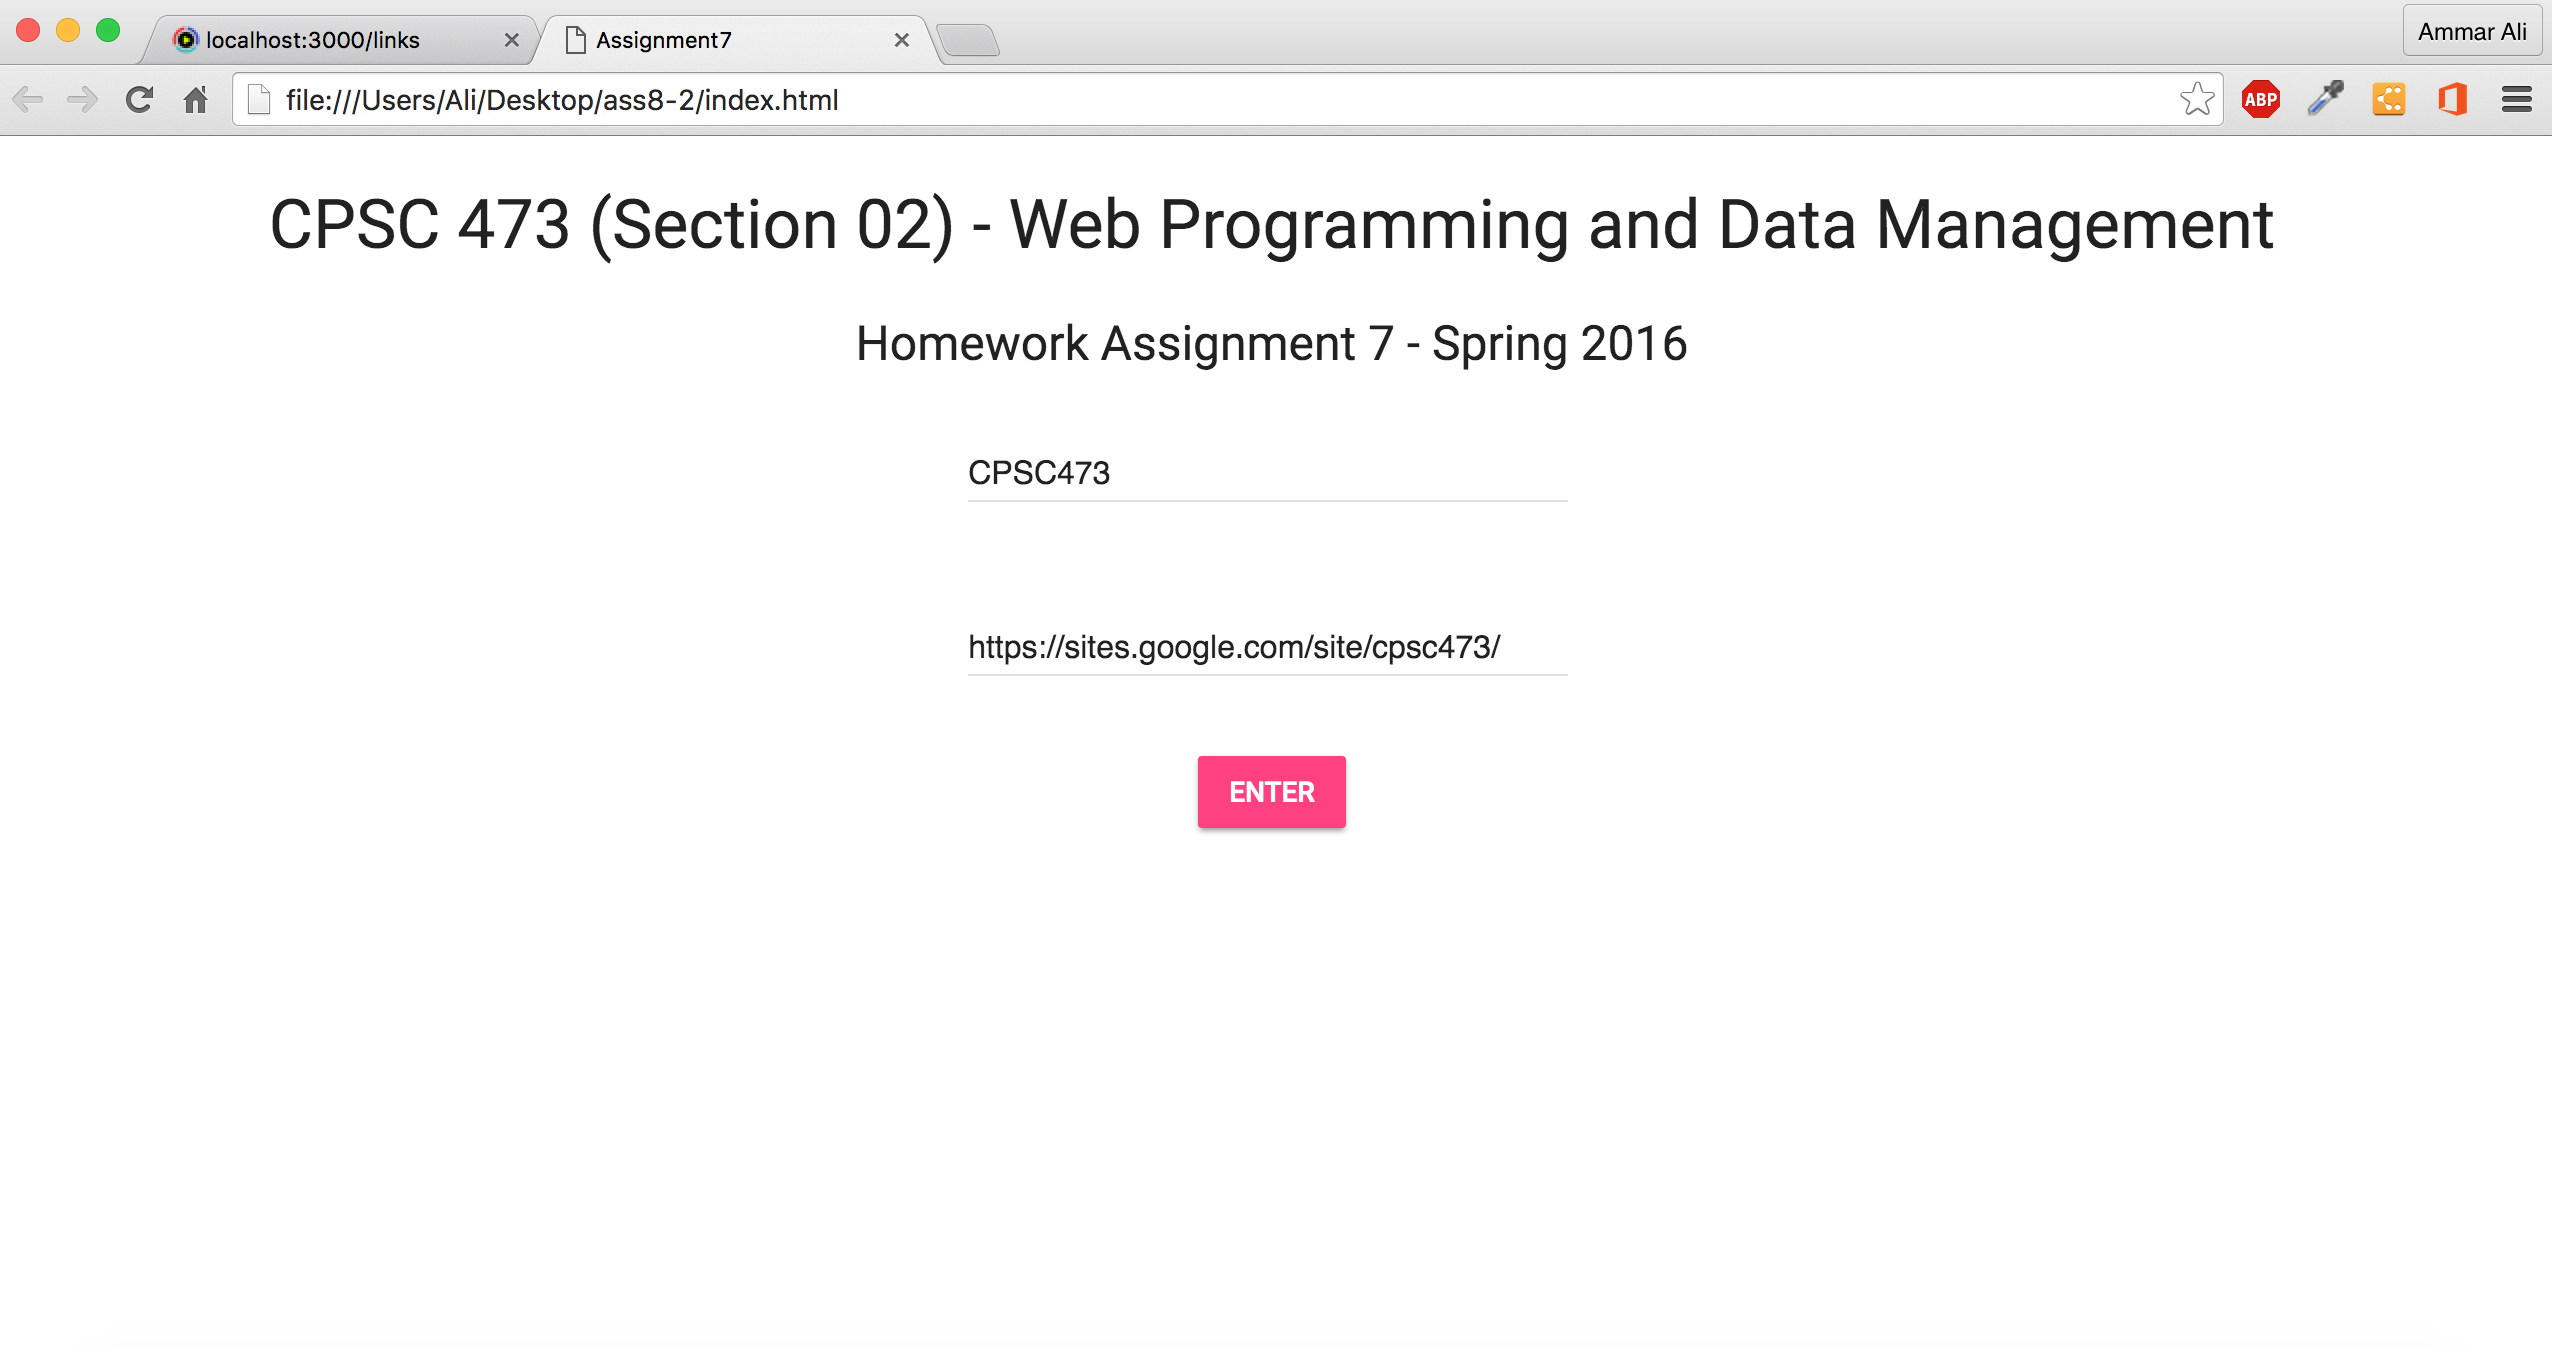 localhost:3000/links
Assignment7
Ammar Ali
file:///Users/Ali/Desktop/ass8-2/index.html
ABP
CPSC 473 (Section 02) - Web Programming and Data Management
Homework Assignment 7 - Spring 2016
CPSC473
https://sites.google.com/site/cpsc473/
ENTER